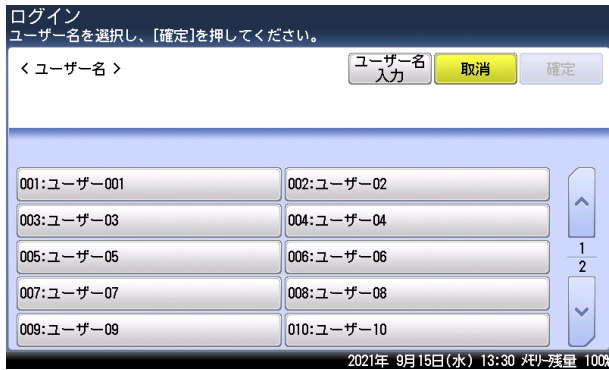 ログイン
ユーザー名を選択し、[確定]を押してください。
< ユーザー名 >
ユーザー名
入力
取消
確定
001:ユーザー001
002:ユーザー02
003:ユーザー03
004:ユーザー04
005:ユーザー05
006:ユーザー06
007:ユーザー07
008:ユーザー08
009:ユーザー09
010:ユーザー10
1
2
2021年 9月15日(水) 13:30 メモリー残量 100%